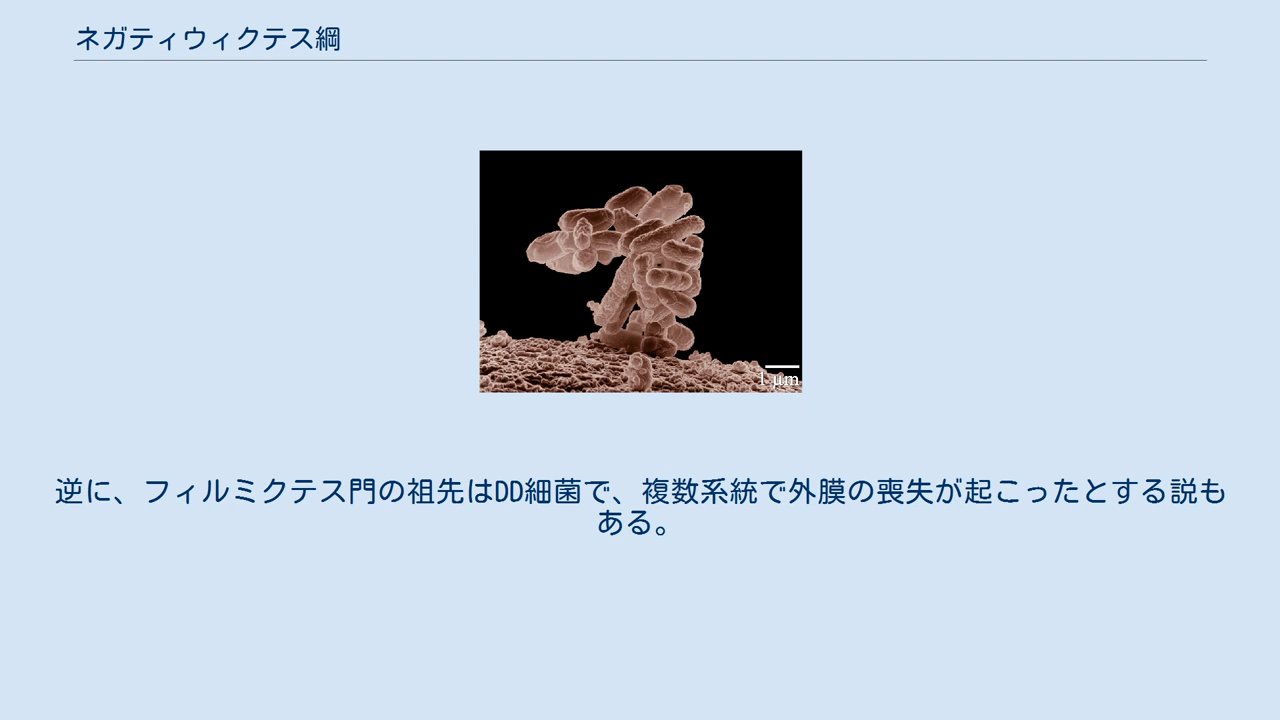 ネガティウィクテス綱
1 μm
逆に、フィルミクテス門の祖先はDD細菌で、複数系統で外膜の喪失が起こったとする説も
ある。